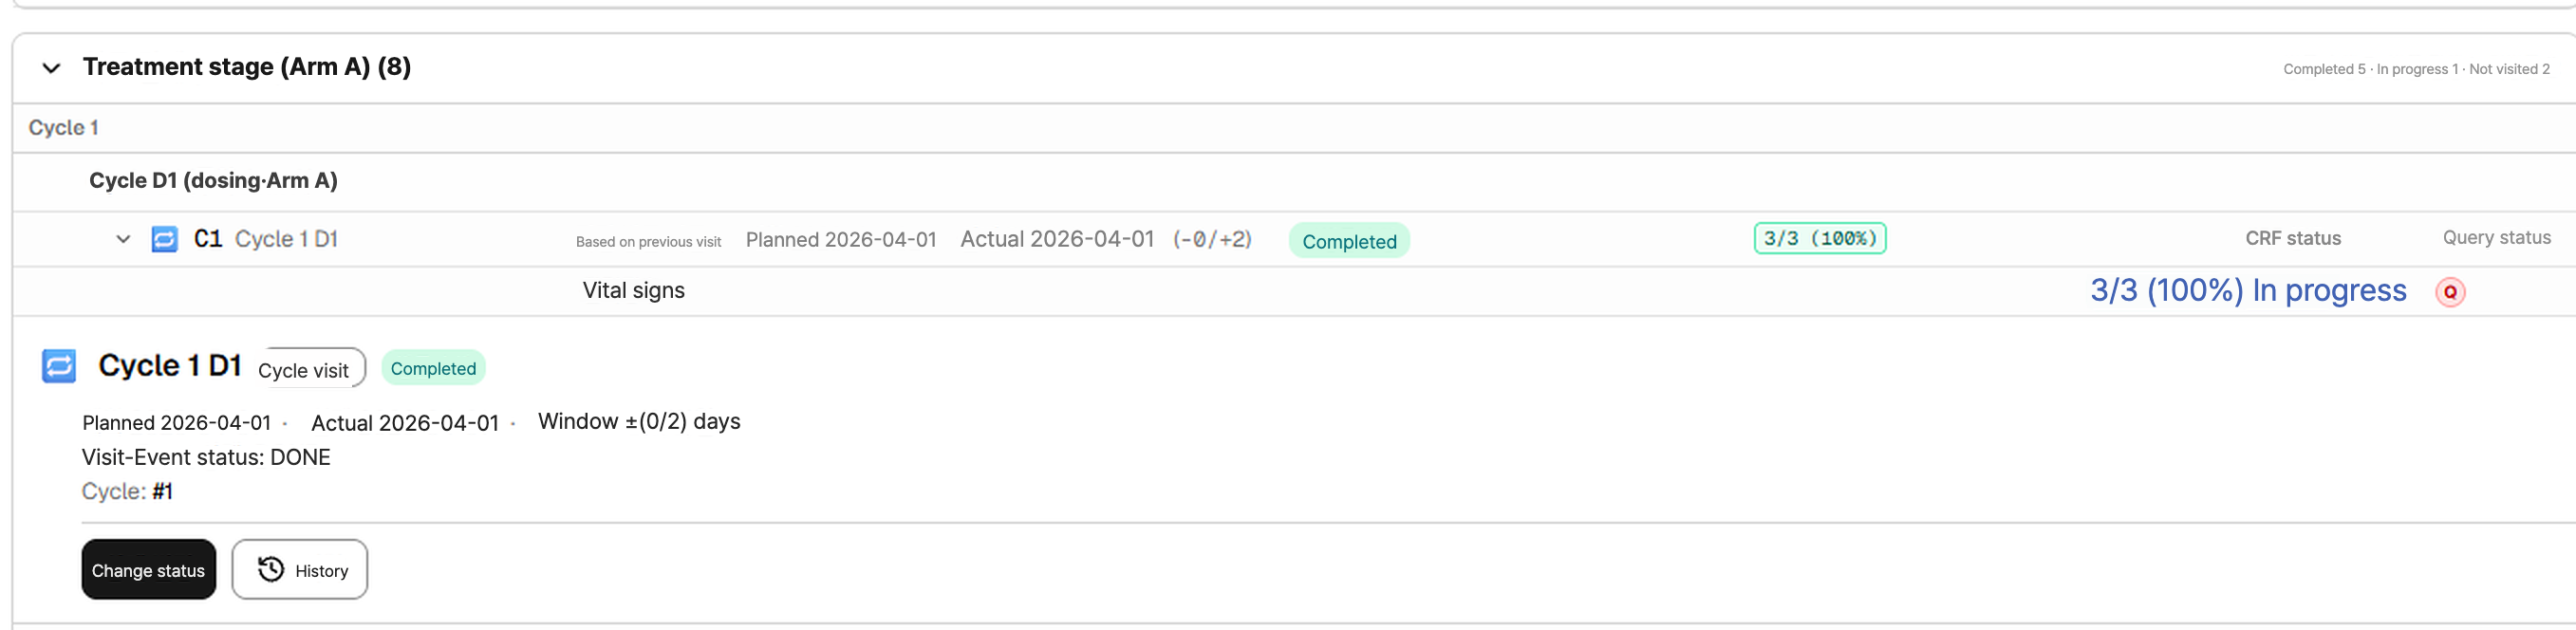 Treatment stage (Arm A) (8) Completed 5 · In progress 1 · Not visited 2
Cycle 1
Cycle D1 (dosing·Arm A)
C1 Cycle 1 D1 Based on previous visit Planned 2026-04-01 Actual 2026-04-01 (-0/+2) Completed 3/3 (100%) CRF status Query status
Vital signs 3/3 (100%) In progress Q
Cycle 1 D1 Cycle visit Completed
Planned 2026-04-01 · Actual 2026-04-01 · Window ±(0/2) days
Visit-Event status: DONE
Cycle: #1
Change status History